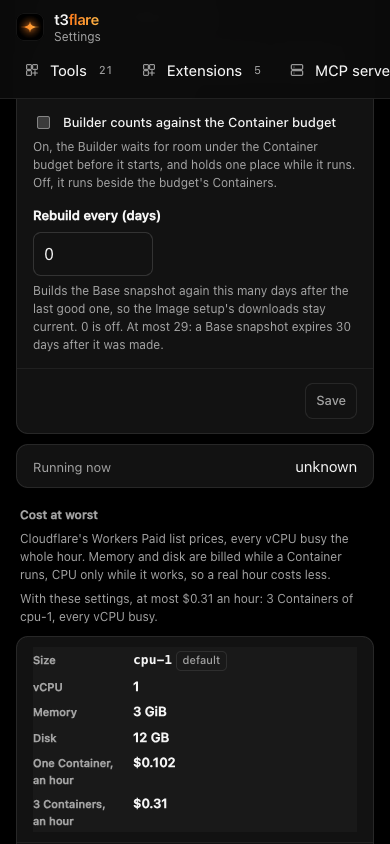 t3flare
Settings
Tools 21 Extensions 5 MCP serve
Builder counts against the Container budget
On, the Builder waits for room under the Container
budget before it starts, and holds one place while it runs.
Off, it runs beside the budget's Containers.
Rebuild every (days)
0
Builds the Base snapshot again this many days after the
last good one, so the Image setup's downloads stay
current. 0 is off. At most 29: a Base snapshot expires 30
days after it was made.
Save
Running now unknown
Cost at worst
Cloudflare's Workers Paid list prices, every vCPU busy the
whole hour. Memory and disk are billed while a Container
runs, CPU only while it works, so a real hour costs less.
With these settings, at most $0.31 an hour: 3 Containers of
cpu-1, every vCPU busy.
Size cpu-1 default
vCPU 1
Memory 3 GiB
Disk 12 GB
One Container, $0.102
an hour
3 Containers, $0.31
an hour